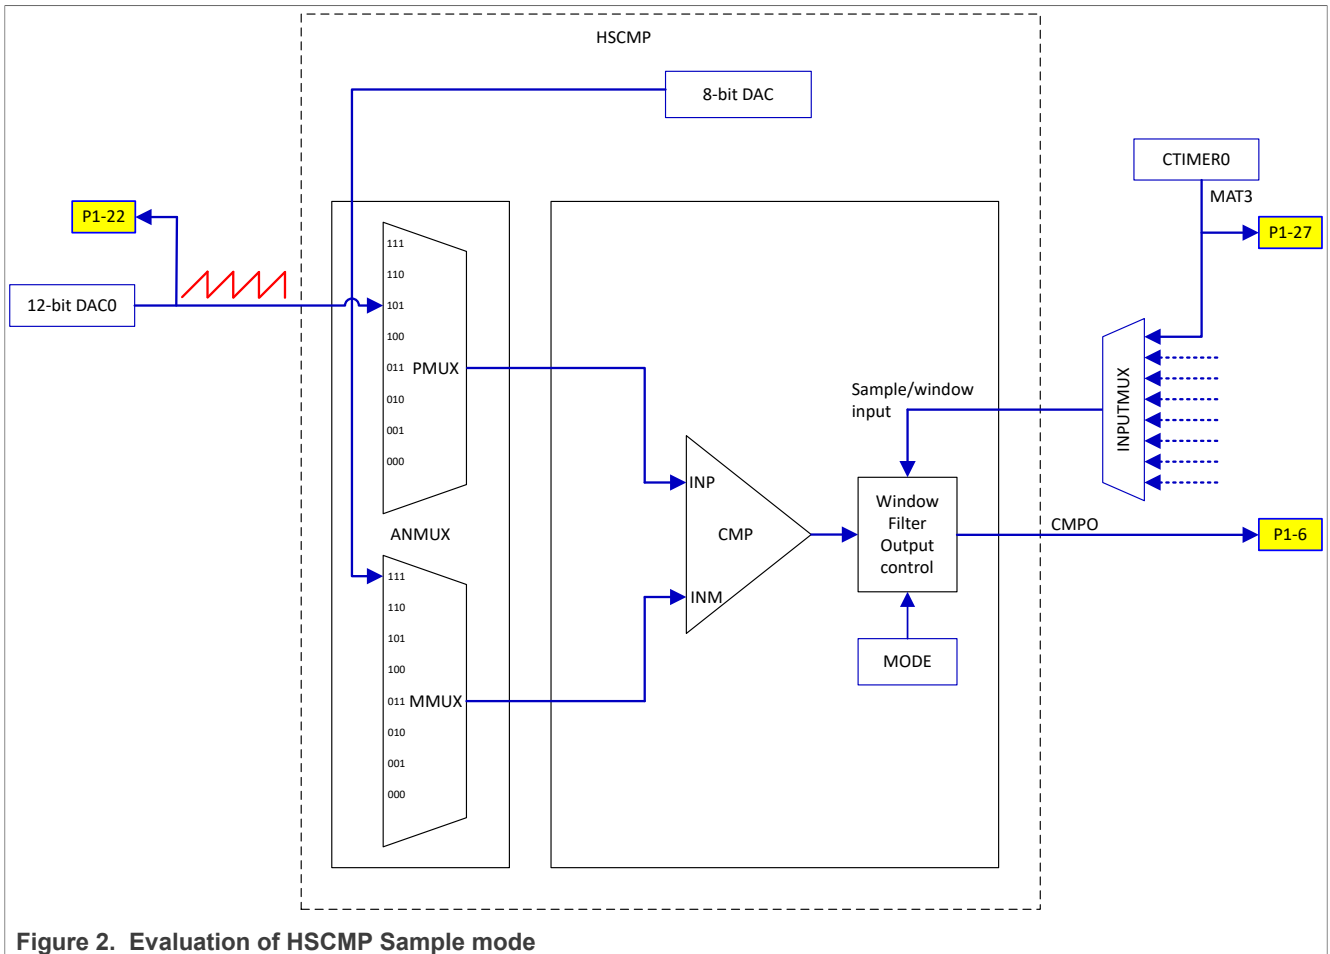 HSCMP
8-bit DAC
CTIMER0
MAT3
P1-22
P1-27
12-bit DAC0
111
110
101
100
011
010
001
000
PMUX
ANMUX
111
110
101
100
011
010
001
000
MMUX
INP
CMP
INM
Sample/window
input
Window
Filter
Output
control
MODE
INPUTMUX
CMPO
P1-6
Figure 2. Evaluation of HSCMP Sample mode